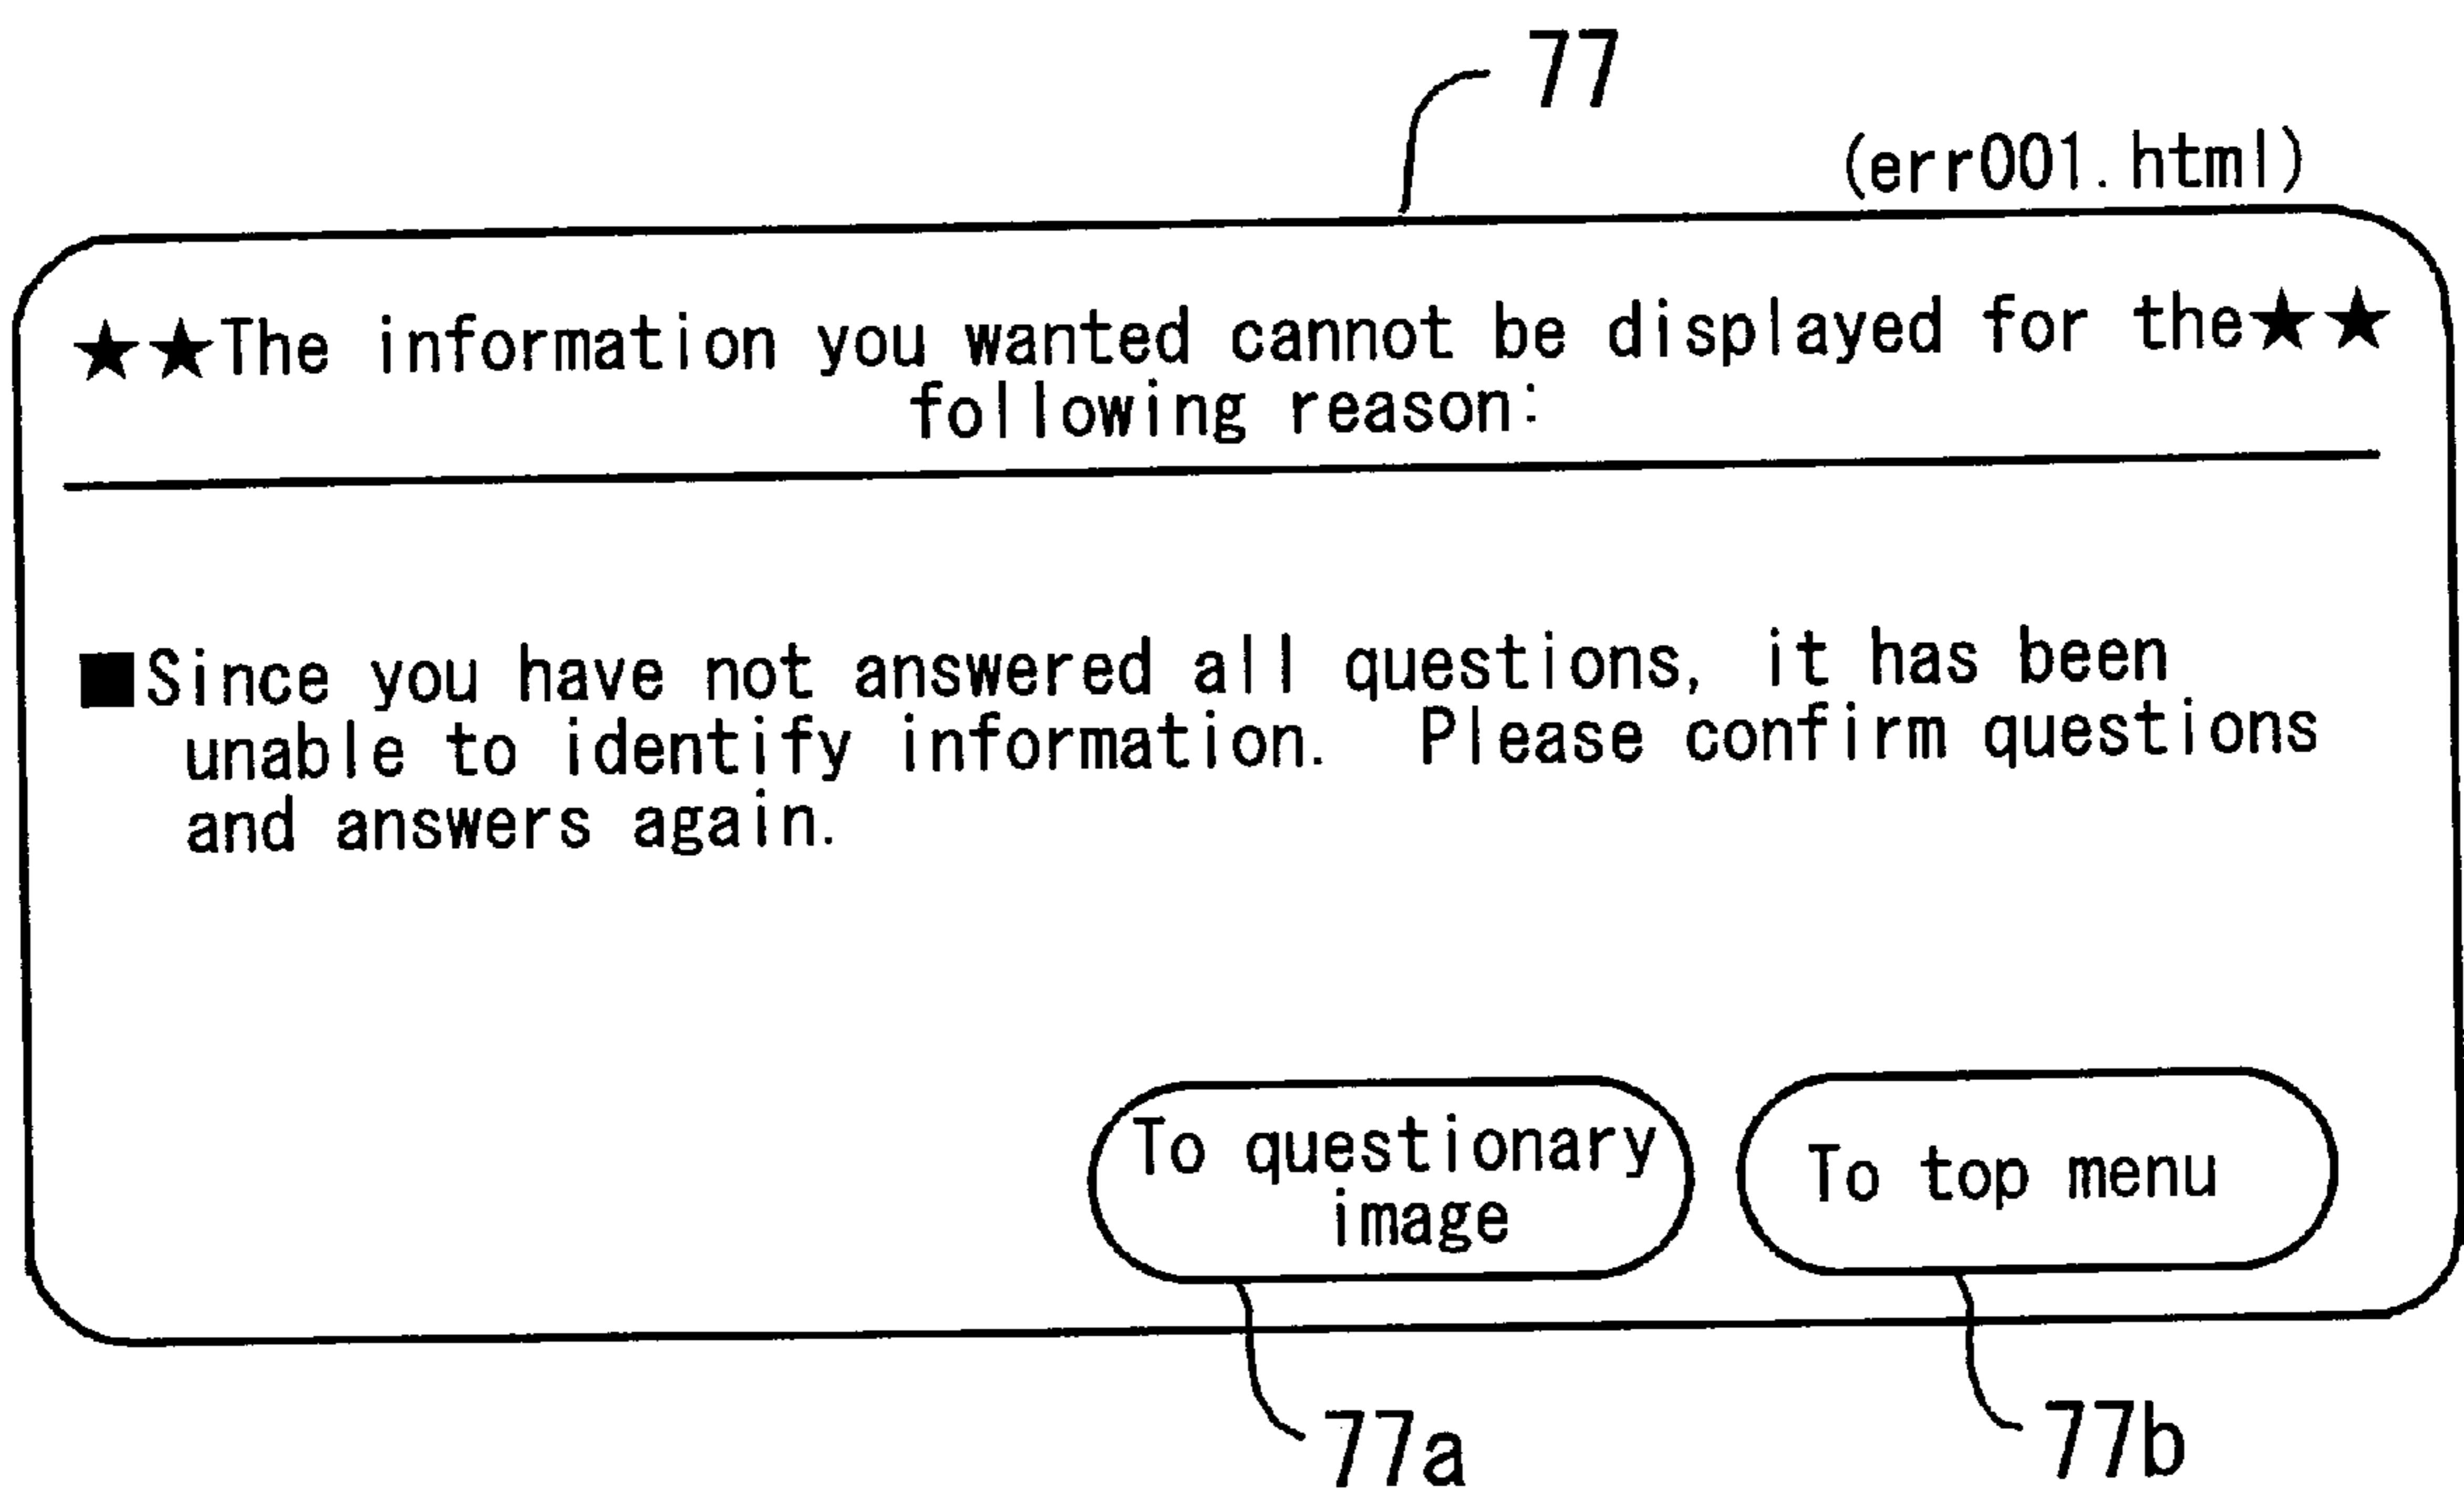 77
(err001.html)
★★The information you wanted cannot be displayed for the★★
following reason:
■Since you have not answered all questions, it has been
unable to identify information. Please confirm questions
and answers again.
To questionary
image
To top menu
77a
77b